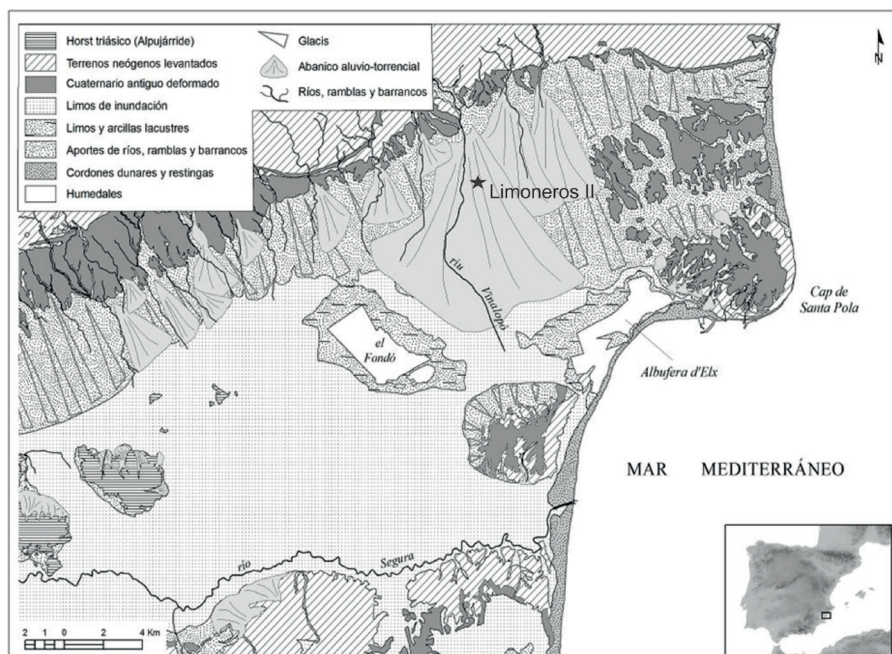 Horst triásico (Alpujárride)
Terrenos neógenos levantados
Cuaternario antiguo deformado
Limos de inundación
Limos y arcillas lacustres
Aportes de ríos, ramblas y barrancos
Cordones dunares y restingas
Humedales
Glacis
Abanico aluvio-torrencial
Ríos, ramblas y barrancos
N
Limoneros II
riu Vinalopó
el
Fondó
Cap de
Santa Pola
Albufera d'Elx
MAR MEDITERRÁNEO
río Segura
2 1 0 2 4 Km